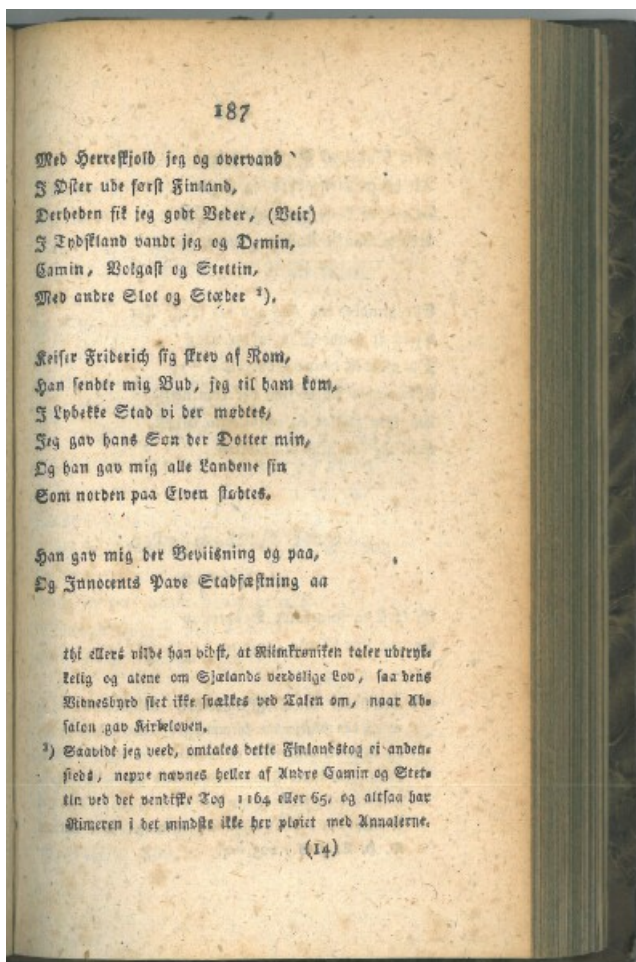 187
Med Herreskjold jeg og overvand
I Øster ude først Finland,
Derheden fik jeg godt Veder, (Veir)
I Tydskland vandt jeg og Demin,
Camin, Volgast og Stettin,
Med andre Slot og Stæder ²).
Keiser Friderich sig skrev af Rom,
Han sendte mig Bud, jeg til ham kom,
I Lybekke Stad vi der mødtes,
Jeg gav hans Søn der Dotter min,
Og han gav mig alle Landene sin
Som norden paa Elven stødtes.
Han gav mig der Beviisning og paa,
Og Innocents Pave Stadfæstning aa
thi ellers vilde han vidst, at Riimkrøniken taler udtryk-
kelig og alene om Sjælands verdslige Lov, saa dens
Vidnesbyrd slet ikke svækkes ved Talen om, naar Ab-
salon gav Kirkeloven.
²) Saavidt jeg veed, omtales dette Finlandstog ei anden-
steds, neppe nævnes heller af Andre Camin og Stet-
tin ved det vendiske Tog 1164 eller 65, og altsaa har
Rimeren i det mindste ikke her pløiet med Annalerne.
(14)